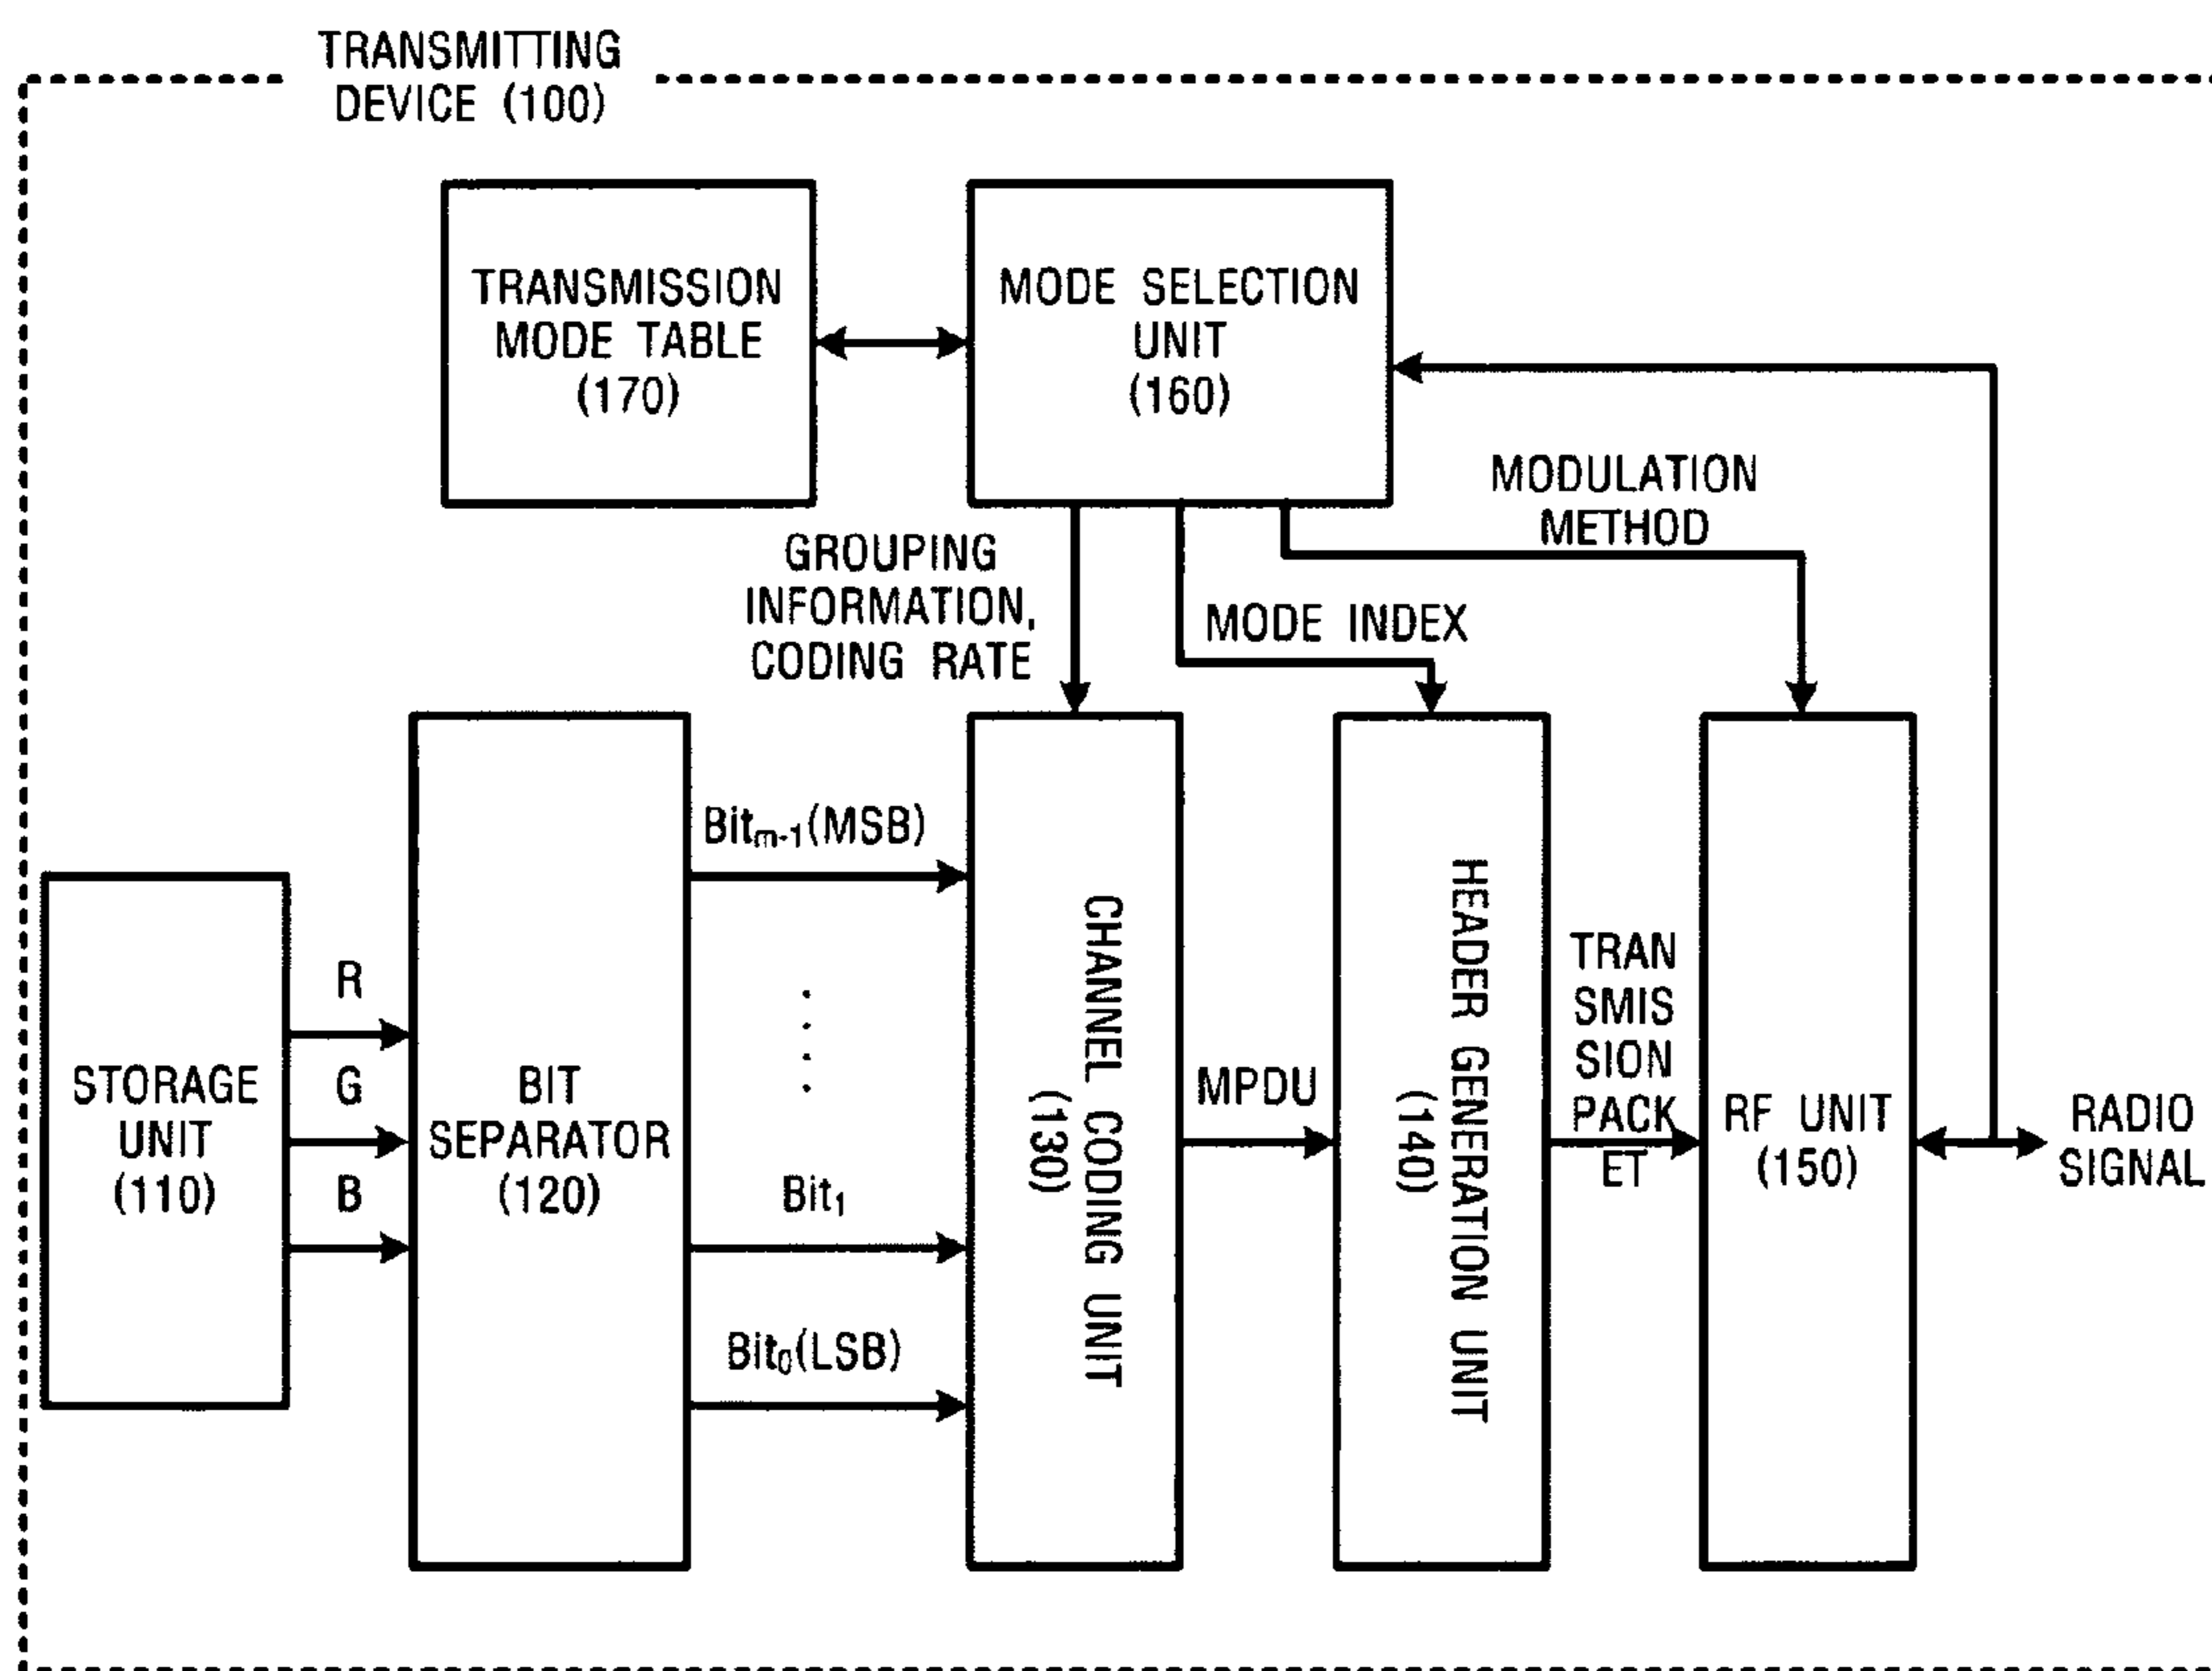 TRANSMITTING
DEVICE (100)
TRANSMISSION
MODE TABLE
(170)
MODE SELECTION
UNIT
(160)
MODULATION
METHOD
GROUPING
INFORMATION,
CODING RATE
MODE INDEX
STORAGE
UNIT
(110)
R
G
B
BIT
SEPARATOR
(120)
Bitm-1(MSB)
Bit1
Bit0(LSB)
CHANNEL CODING UNIT
(130)
MPDU
HEADER GENERATION UNIT
(140)
TRAN
SMIS
SION
PACK
ET
RF UNIT
(150)
RADIO
SIGNAL